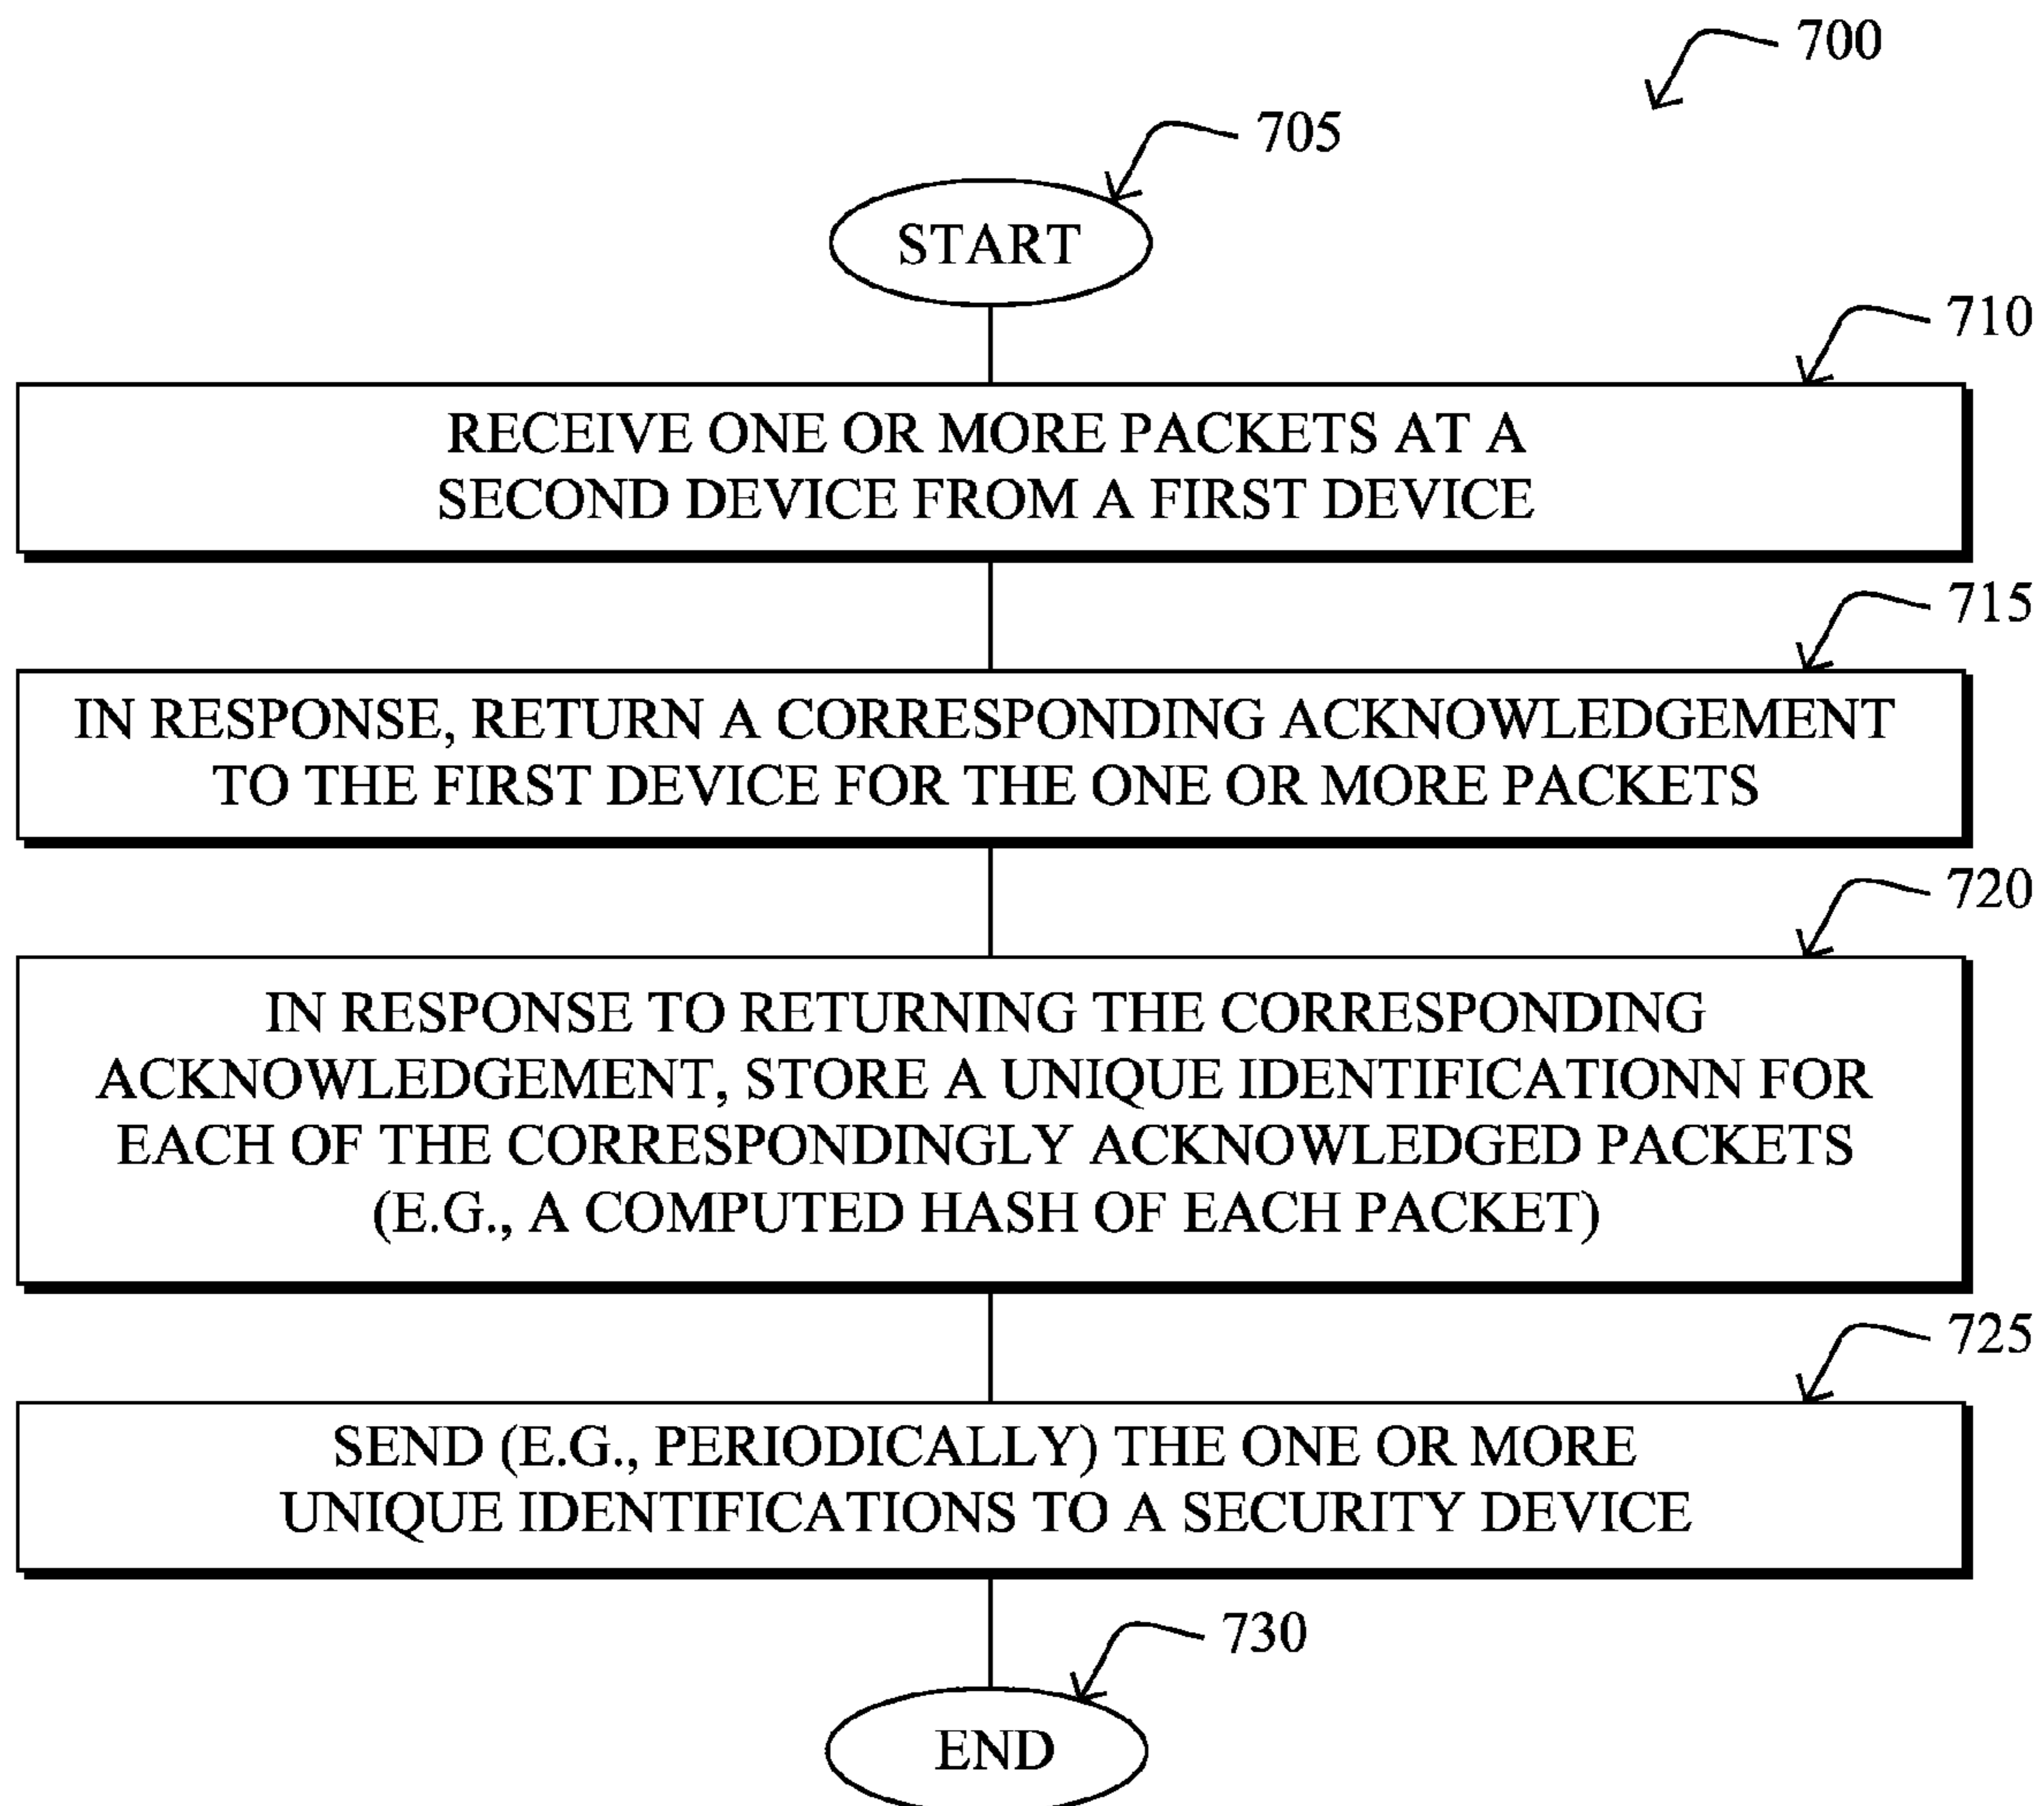 700
705
START
710
RECEIVE ONE OR MORE PACKETS AT A
SECOND DEVICE FROM A FIRST DEVICE
715
IN RESPONSE, RETURN A CORRESPONDING ACKNOWLEDGEMENT
TO THE FIRST DEVICE FOR THE ONE OR MORE PACKETS
720
IN RESPONSE TO RETURNING THE CORRESPONDING
ACKNOWLEDGEMENT, STORE A UNIQUE IDENTIFICATIONN FOR
EACH OF THE CORRESPONDINGLY ACKNOWLEDGED PACKETS
(E.G., A COMPUTED HASH OF EACH PACKET)
725
SEND (E.G., PERIODICALLY) THE ONE OR MORE
UNIQUE IDENTIFICATIONS TO A SECURITY DEVICE
730
END